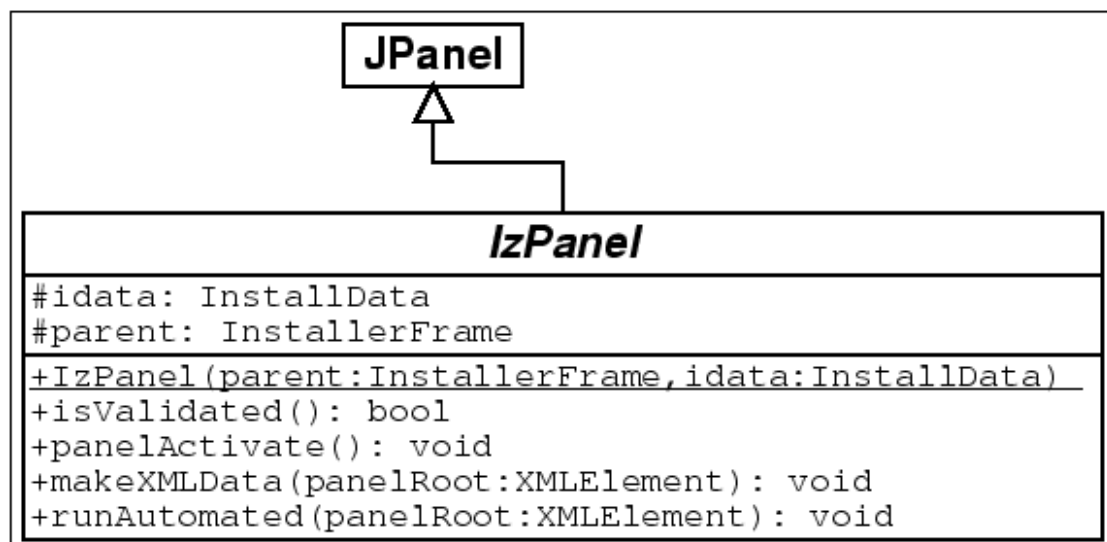 JPanel
IzPanel
#idata: InstallData
#parent: InstallerFrame
+IzPanel(parent:InstallerFrame,idata:InstallData)
+isValidated(): bool
+panelActivate(): void
+makeXMLData(panelRoot:XMLElement): void
+runAutomated(panelRoot:XMLElement): void